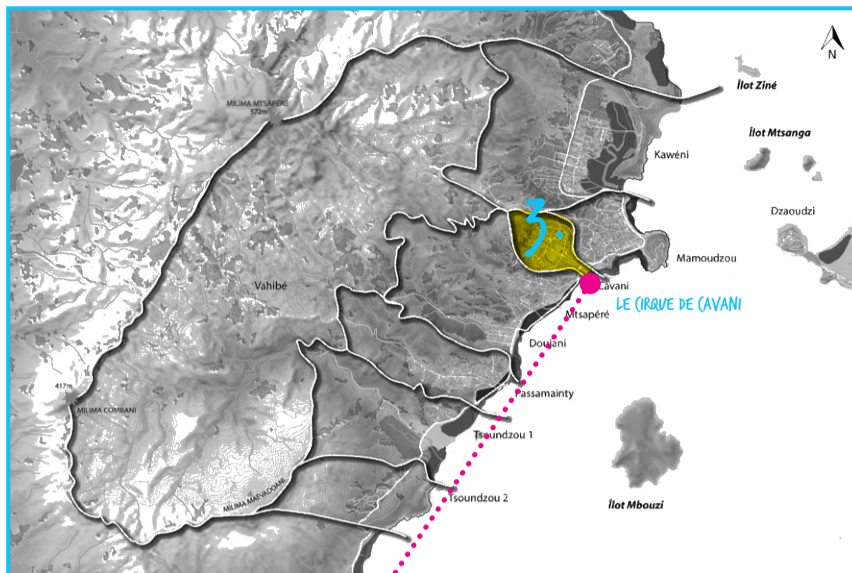 N
Îlot Ziné
MILIMA MTSAPÉRÉ
572m
Îlot Mtsanga
Kawéni
3.
Dzaoudzi
Mamoudzou
Vahibé
Cavani
LE CIRQUE DE CAVANI
Mtsapéré
Doujani
417m
Passamainty
MILIMA COMBANI
Tsoundzou 1
MILIMA MAEVADOANI
Tsoundzou 2
Îlot Mbouzi